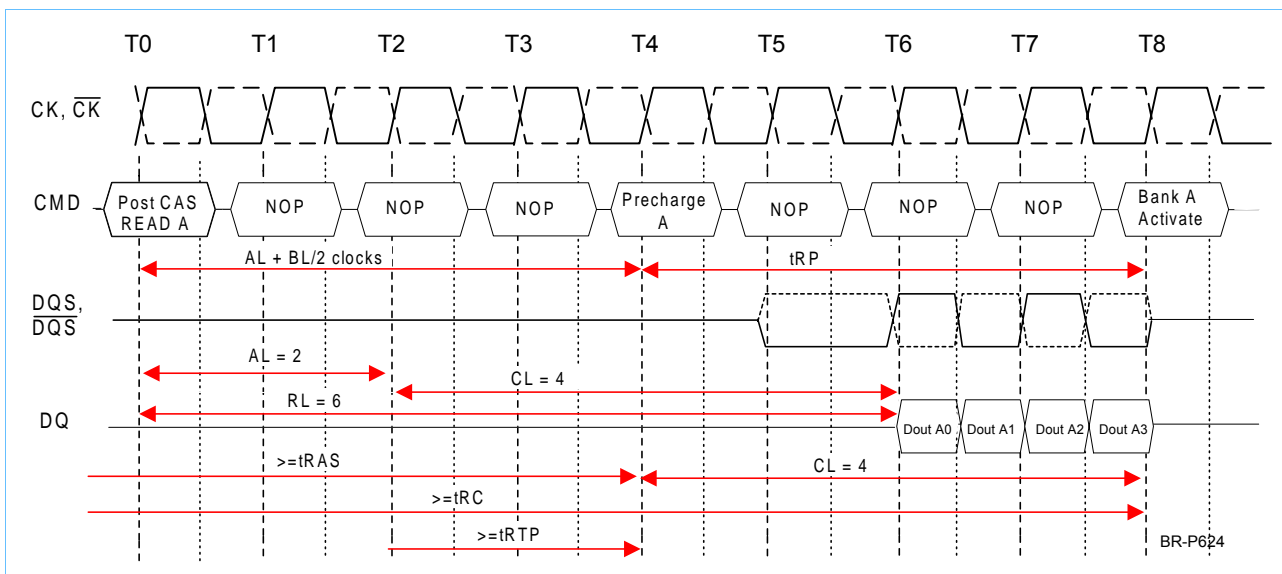 T0 T1 T2 T3 T4 T5 T6 T7 T8
CK, CK
CMD
Post CAS
READ A
NOP
NOP
NOP
Precharge
A
NOP
NOP
NOP
Bank A
Activate
AL + BL/2 clocks
tRP
DQS,
DQS
AL = 2
CL = 4
RL = 6
DQ
Dout A0 Dout A1 Dout A2 Dout A3
>=tRAS
CL = 4
>=tRC
>=tRTP
BR-P624